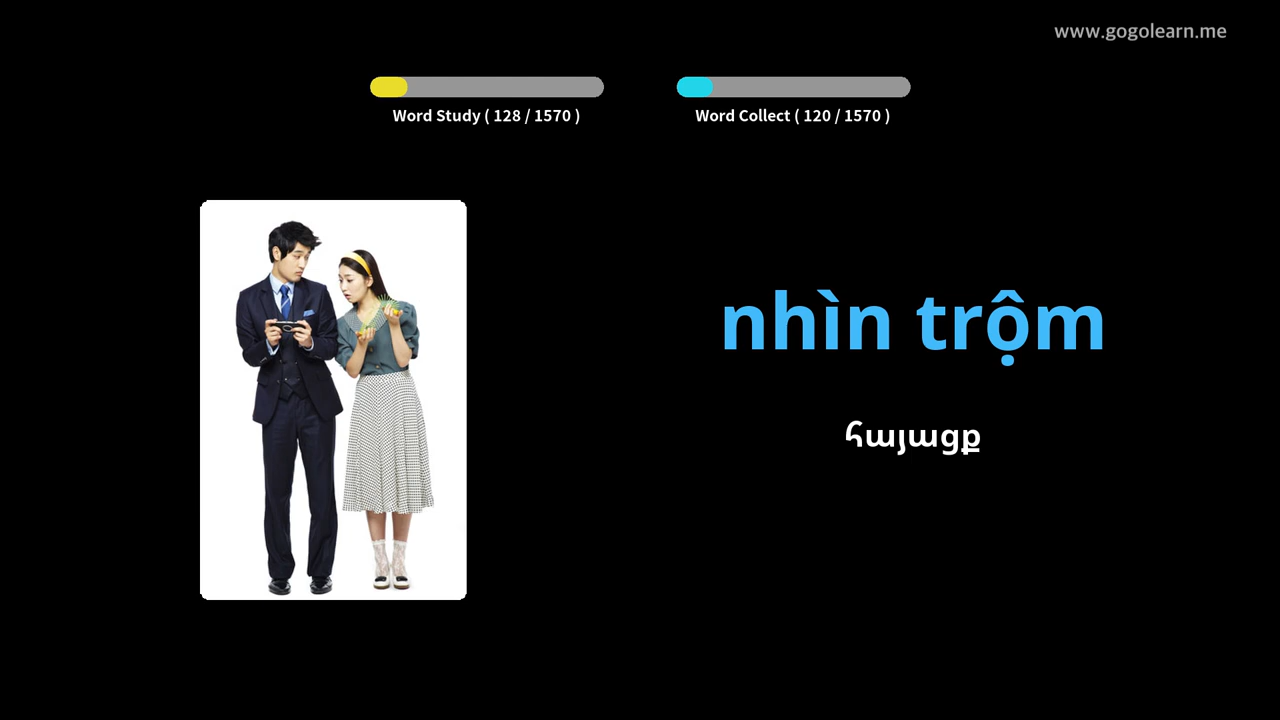 www.gogolearn.me
Word Study ( 128 / 1570 )
Word Collect ( 120 / 1570 )
nhìn trộm
հայացք